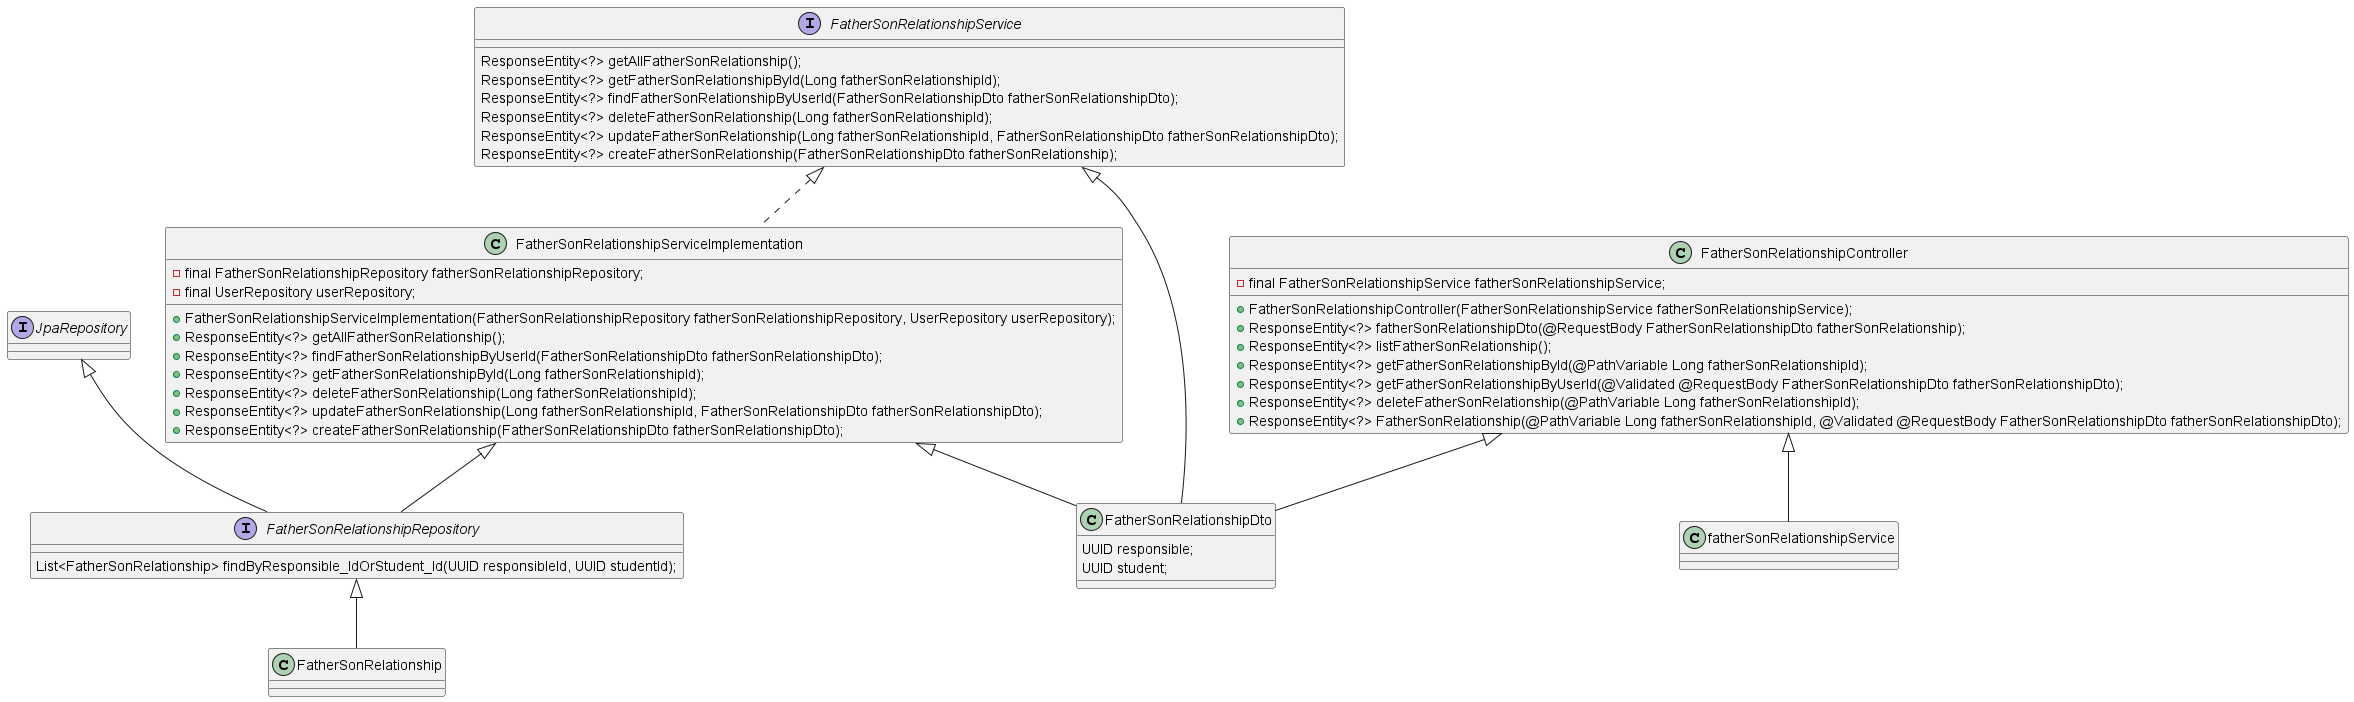 I FatherSonRelationshipService
ResponseEntity<?> getAllFatherSonRelationship();
ResponseEntity<?> getFatherSonRelationshipById(Long fatherSonRelationshipId);
ResponseEntity<?> findFatherSonRelationshipByUserId(FatherSonRelationshipDto fatherSonRelationshipDto);
ResponseEntity<?> deleteFatherSonRelationship(Long fatherSonRelationshipId);
ResponseEntity<?> updateFatherSonRelationship(Long fatherSonRelationshipId, FatherSonRelationshipDto fatherSonRelationshipDto);
ResponseEntity<?> createFatherSonRelationship(FatherSonRelationshipDto fatherSonRelationship);
C FatherSonRelationshipServiceImplementation
final FatherSonRelationshipRepository fatherSonRelationshipRepository;
final UserRepository userRepository;
FatherSonRelationshipServiceImplementation(FatherSonRelationshipRepository fatherSonRelationshipRepository, UserRepository userRepository);
ResponseEntity<?> getAllFatherSonRelationship();
ResponseEntity<?> findFatherSonRelationshipByUserId(FatherSonRelationshipDto fatherSonRelationshipDto);
ResponseEntity<?> getFatherSonRelationshipById(Long fatherSonRelationshipId);
ResponseEntity<?> deleteFatherSonRelationship(Long fatherSonRelationshipId);
ResponseEntity<?> updateFatherSonRelationship(Long fatherSonRelationshipId, FatherSonRelationshipDto fatherSonRelationshipDto);
ResponseEntity<?> createFatherSonRelationship(FatherSonRelationshipDto fatherSonRelationshipDto);
C FatherSonRelationshipController
final FatherSonRelationshipService fatherSonRelationshipService;
FatherSonRelationshipController(FatherSonRelationshipService fatherSonRelationshipService);
ResponseEntity<?> fatherSonRelationshipDto(@RequestBody FatherSonRelationshipDto fatherSonRelationship);
ResponseEntity<?> listFatherSonRelationship();
ResponseEntity<?> getFatherSonRelationshipById(@PathVariable Long fatherSonRelationshipId);
ResponseEntity<?> getFatherSonRelationshipByUserId(@Validated @RequestBody FatherSonRelationshipDto fatherSonRelationshipDto);
ResponseEntity<?> deleteFatherSonRelationship(@PathVariable Long fatherSonRelationshipId);
ResponseEntity<?> FatherSonRelationship(@PathVariable Long fatherSonRelationshipId, @Validated @RequestBody FatherSonRelationshipDto fatherSonRelationshipDto);
I JpaRepository
I FatherSonRelationshipRepository
List<FatherSonRelationship> findByResponsible_IdOrStudent_Id(UUID responsibleId, UUID studentId);
C FatherSonRelationshipDto
UUID responsible;
UUID student;
C fatherSonRelationshipService
C FatherSonRelationship